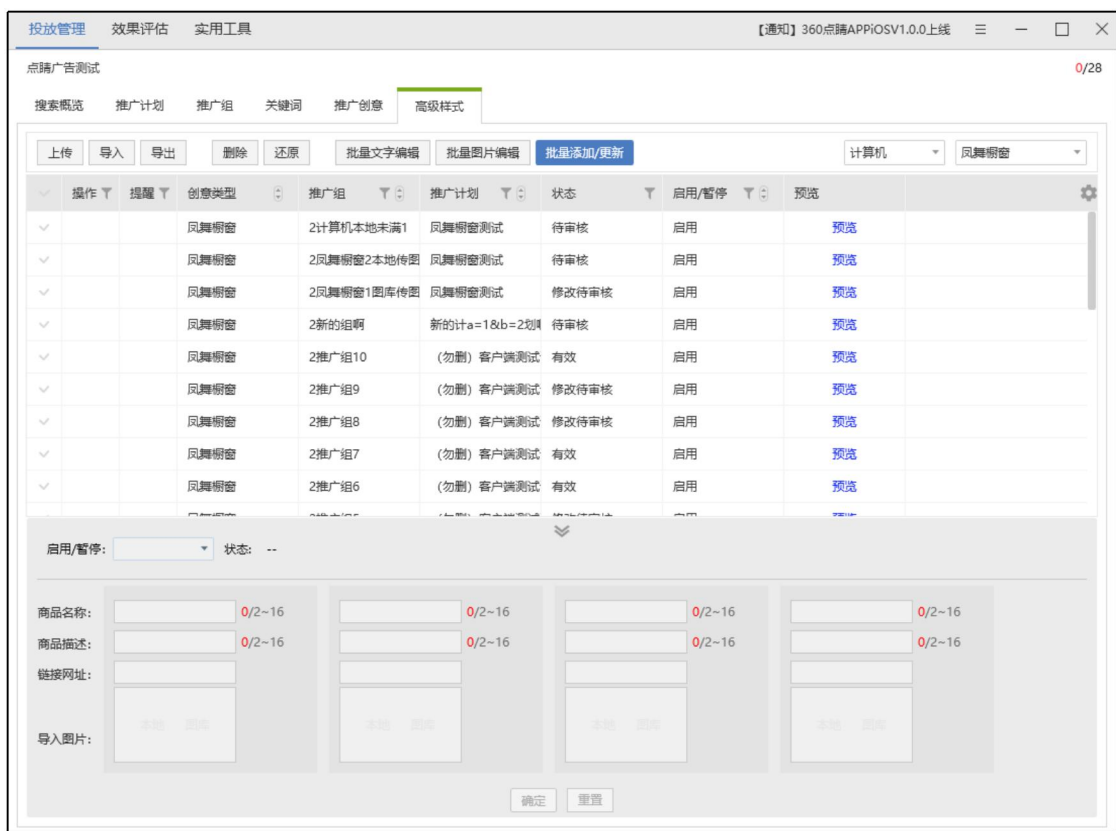 投放管理 效果评估 实用工具 【通知】360点睛APPiOSV1.0.0上线
点睛广告测试 0/28
搜索概览 推广计划 推广组 关键词 推广创意 高级样式
上传 导入 导出 删除 还原 批量文字编辑 批量图片编辑 批量添加/更新 计算机 凤舞橱窗
操作 提醒 创意类型 推广组 推广计划 状态 启用/暂停 预览
凤舞橱窗 2计算机本地未满1 凤舞橱窗测试 待审核 启用 预览
凤舞橱窗 2凤舞橱窗2本地传图 凤舞橱窗测试 待审核 启用 预览
凤舞橱窗 2凤舞橱窗1图库传图 凤舞橱窗测试 修改待审核 启用 预览
凤舞橱窗 2新的组啊 新的计a=1&b=2划 待审核 启用 预览
凤舞橱窗 2推广组10 （勿删）客户端测试 有效 启用 预览
凤舞橱窗 2推广组9 （勿删）客户端测试 修改待审核 启用 预览
凤舞橱窗 2推广组8 （勿删）客户端测试 修改待审核 启用 预览
凤舞橱窗 2推广组7 （勿删）客户端测试 有效 启用 预览
凤舞橱窗 2推广组6 （勿删）客户端测试 有效 启用 预览
启用/暂停: 状态: --
商品名称: 0/2~16 0/2~16 0/2~16 0/2~16
商品描述: 0/2~16 0/2~16 0/2~16 0/2~16
链接网址:
导入图片: 本地 图库 本地 图库 本地 图库 本地 图库
确定 重置